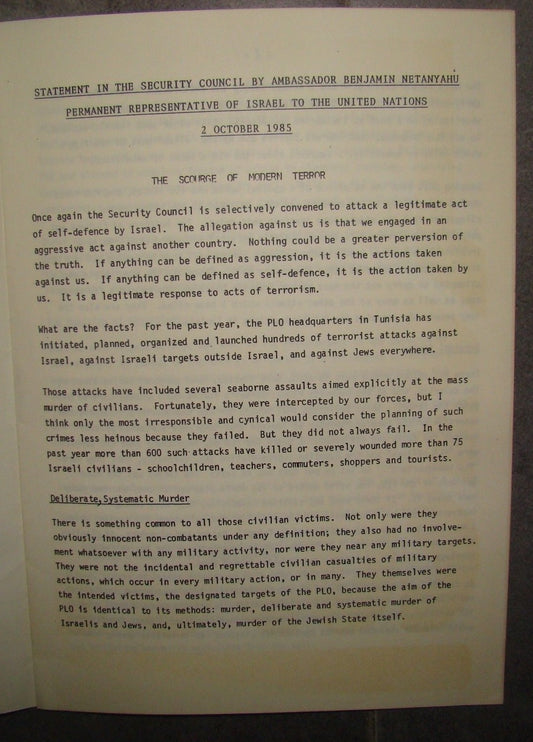 STATEMENT IN THE SECURITY COUNCIL BY AMBASSADOR BENJAMIN NETANYAHU
PERMANENT REPRESENTATIVE OF ISRAEL TO THE UNITED NATIONS
2 OCTOBER 1985
THE SCOURGE OF MODERN TERROR
Once again the Security Council is selectively convened to attack a legitimate act
of self-defence by Israel. The allegation against us is that we engaged in an
aggressive act against another country. Nothing could be a greater perversion of
the truth. If anything can be defined as aggression, it is the actions taken
against us. If anything can be defined as self-defence, it is the action taken by
us. It is a legitimate response to acts of terrorism.
What are the facts? For the past year, the PLO headquarters in Tunisia has
initiated, planned, organized and launched hundreds of terrorist attacks against
Israel, against Israeli targets outside Israel, and against Jews everywhere.
Those attacks have included several seaborne assaults aimed explicitly at the mass
murder of civilians. Fortunately, they were intercepted by our forces, but I
think only the most irresponsible and cynical would consider the planning of such
crimes less heinous because they failed. But they did not always fail. In the
past year more than 600 such attacks have killed or severely wounded more than 75
Israeli civilians - schoolchildren, teachers, commuters, shoppers and tourists.
Deliberate,Systematic Murder
There is something common to all those civilian victims. Not only were they
obviously innocent non-combatants under any definition; they also had no involve-
ment whatsoever with any military activity, nor were they near any military targets.
They were not the incidental and regrettable civilian casualties of military
actions, which occur in every military action, or in many. They themselves were
the intended victims, the designated targets of the PLO, because the aim of the
PLO is identical to its methods: murder, deliberate and systematic murder of
Israelis and Jews, and, ultimately, murder of the Jewish State itself.